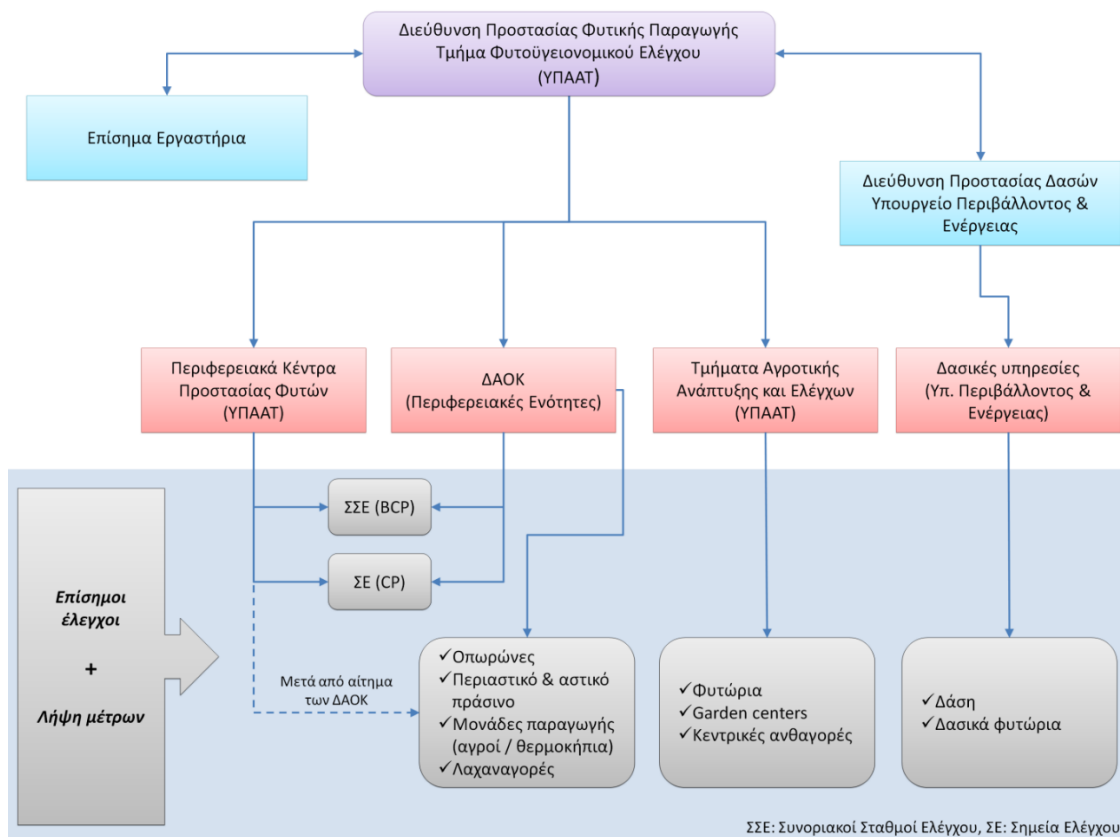 Διεύθυνση Προστασίας Φυτικής Παραγωγής
Τμήμα Φυτοϋγειονομικού Ελέγχου
(ΥΠΑΑΤ)
Επίσημα Εργαστήρια
Διεύθυνση Προστασίας Δασών
Υπουργείο Περιβάλλοντος &
Ενέργειας
Περιφερειακά Κέντρα
Προστασίας Φυτών
(ΥΠΑΑΤ)
ΔΑΟΚ
(Περιφερειακές Ενότητες)
Τμήματα Αγροτικής
Ανάπτυξης και Ελέγχων
(ΥΠΑΑΤ)
Δασικές υπηρεσίες
(Υπ. Περιβάλλοντος &
Ενέργειας)
ΣΣΕ (BCP)
ΣΕ (CP)
Επίσημοι
έλεγχοι
+
Λήψη μέτρων
Μετά από αίτημα
των ΔΑΟΚ
✓Οπωρώνες
✓Περιαστικό & αστικό
πράσινο
✓Μονάδες παραγωγής
(αγροί / θερμοκήπια)
✓Λαχαναγορές
✓Φυτώρια
✓Garden centers
✓Κεντρικές ανθαγορές
✓Δάση
✓Δασικά φυτώρια
ΣΣΕ: Συνοριακοί Σταθμοί Ελέγχου, ΣΕ: Σημεία Ελέγχου